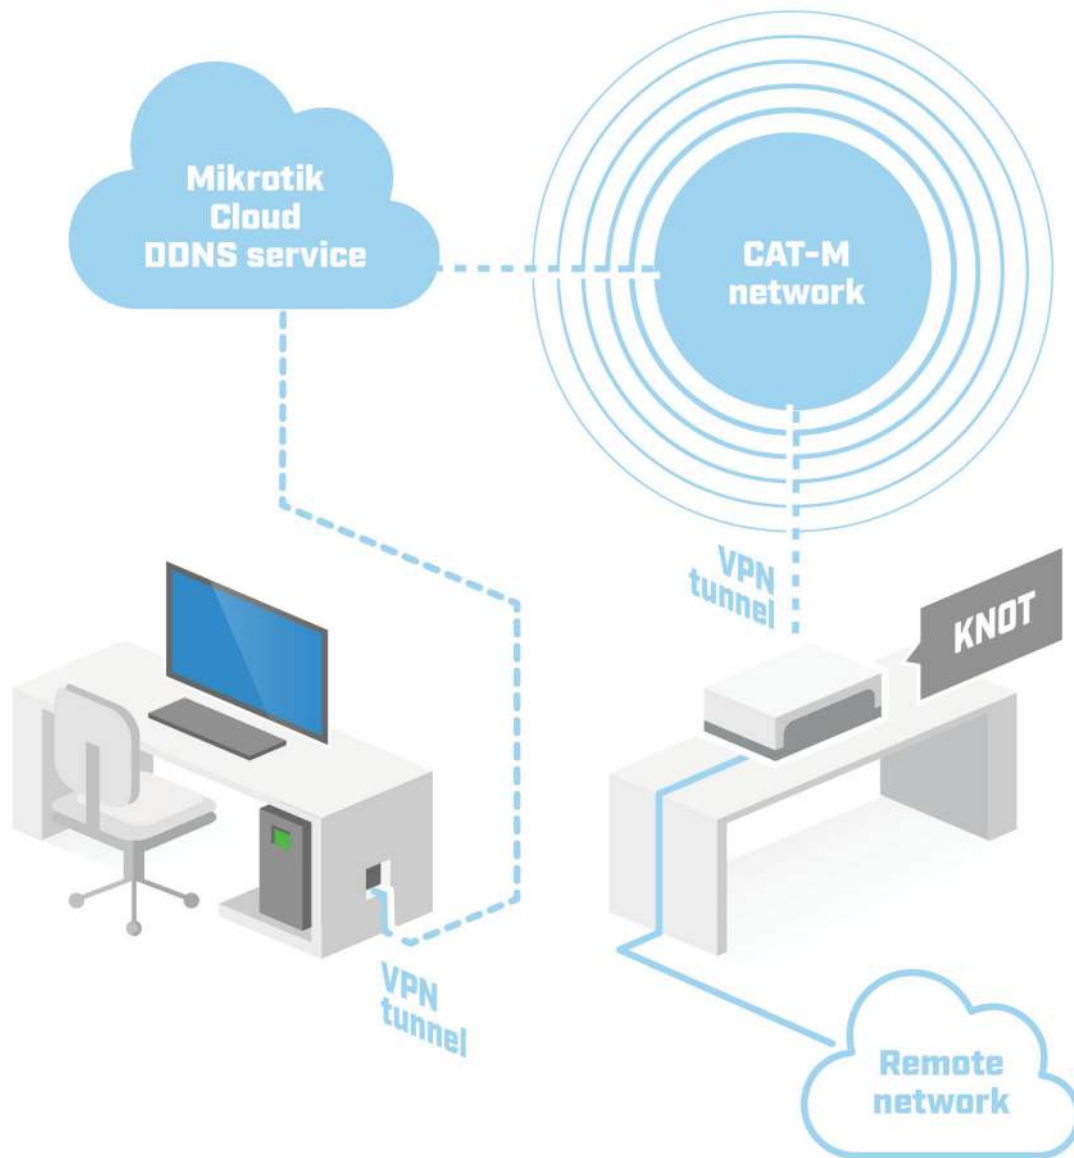 Mikrotik
Cloud
DDNS service
CAT-M
network
VPN
tunnel
KNOT
VPN
tunnel
Remote
network